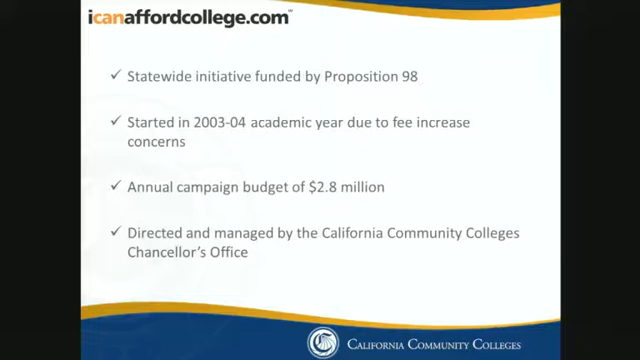 icanaffordcollege.com™
✓ Statewide initiative funded by Proposition 98
✓ Started in 2003-04 academic year due to fee increase
concerns
✓ Annual campaign budget of $2.8 million
✓ Directed and managed by the California Community Colleges
Chancellor's Office
CALIFORNIA COMMUNITY COLLEGES